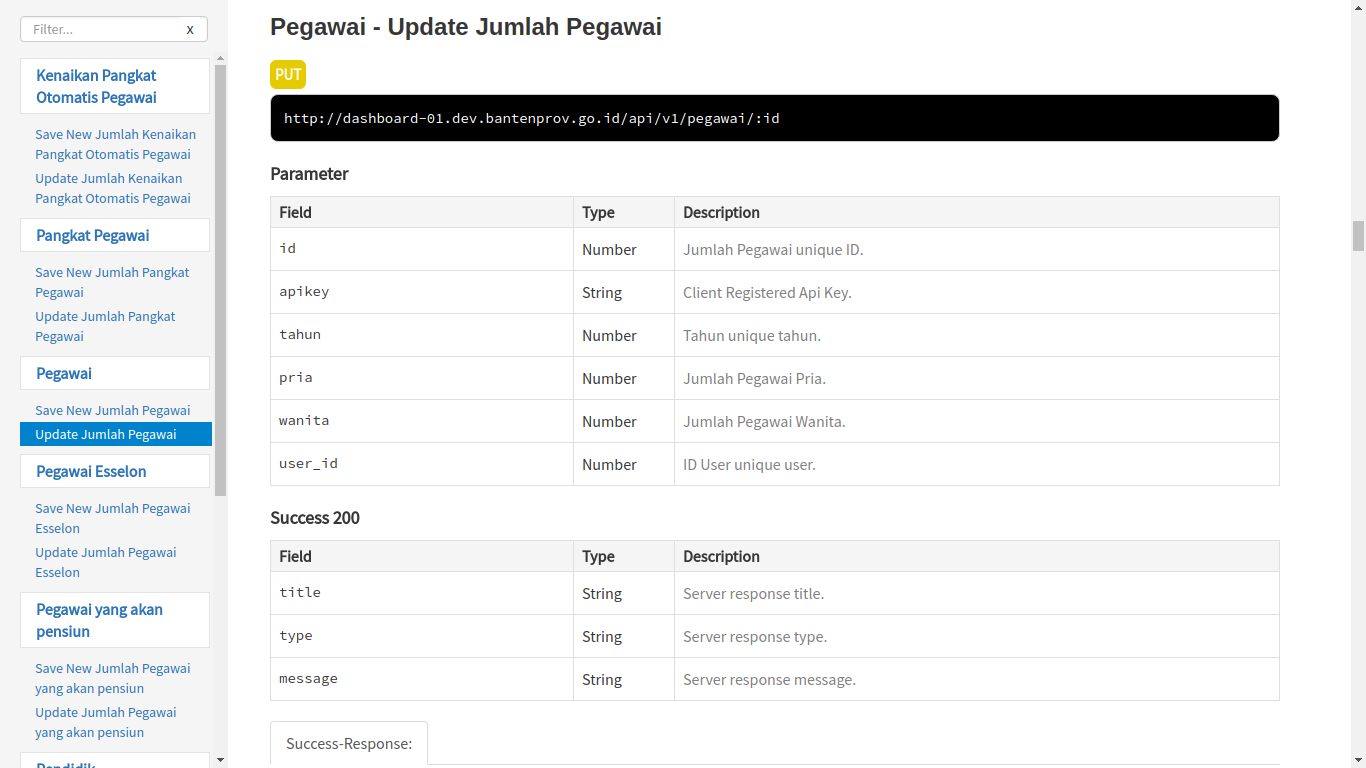 Filter...
x
Kenaikan Pangkat
Otomatis Pegawai
Save New Jumlah Kenaikan
Pangkat Otomatis Pegawai
Update Jumlah Kenaikan
Pangkat Otomatis Pegawai
Pangkat Pegawai
Save New Jumlah Pangkat
Pegawai
Update Jumlah Pangkat
Pegawai
Pegawai
Save New Jumlah Pegawai
Update Jumlah Pegawai
Pegawai Esselon
Save New Jumlah Pegawai
Esselon
Update Jumlah Pegawai
Esselon
Pegawai yang akan
pensiun
Save New Jumlah Pegawai
yang akan pensiun
Update Jumlah Pegawai
yang akan pensiun
Pendidik
Pegawai - Update Jumlah Pegawai
PUT
http://dashboard-01.dev.bantenprov.go.id/api/v1/pegawai/:id
Parameter
Field Type Description
id Number Jumlah Pegawai unique ID.
apikey String Client Registered Api Key.
tahun Number Tahun unique tahun.
pria Number Jumlah Pegawai Pria.
wanita Number Jumlah Pegawai Wanita.
user_id Number ID User unique user.
Success 200
Field Type Description
title String Server response title.
type String Server response type.
message String Server response message.
Success-Response: